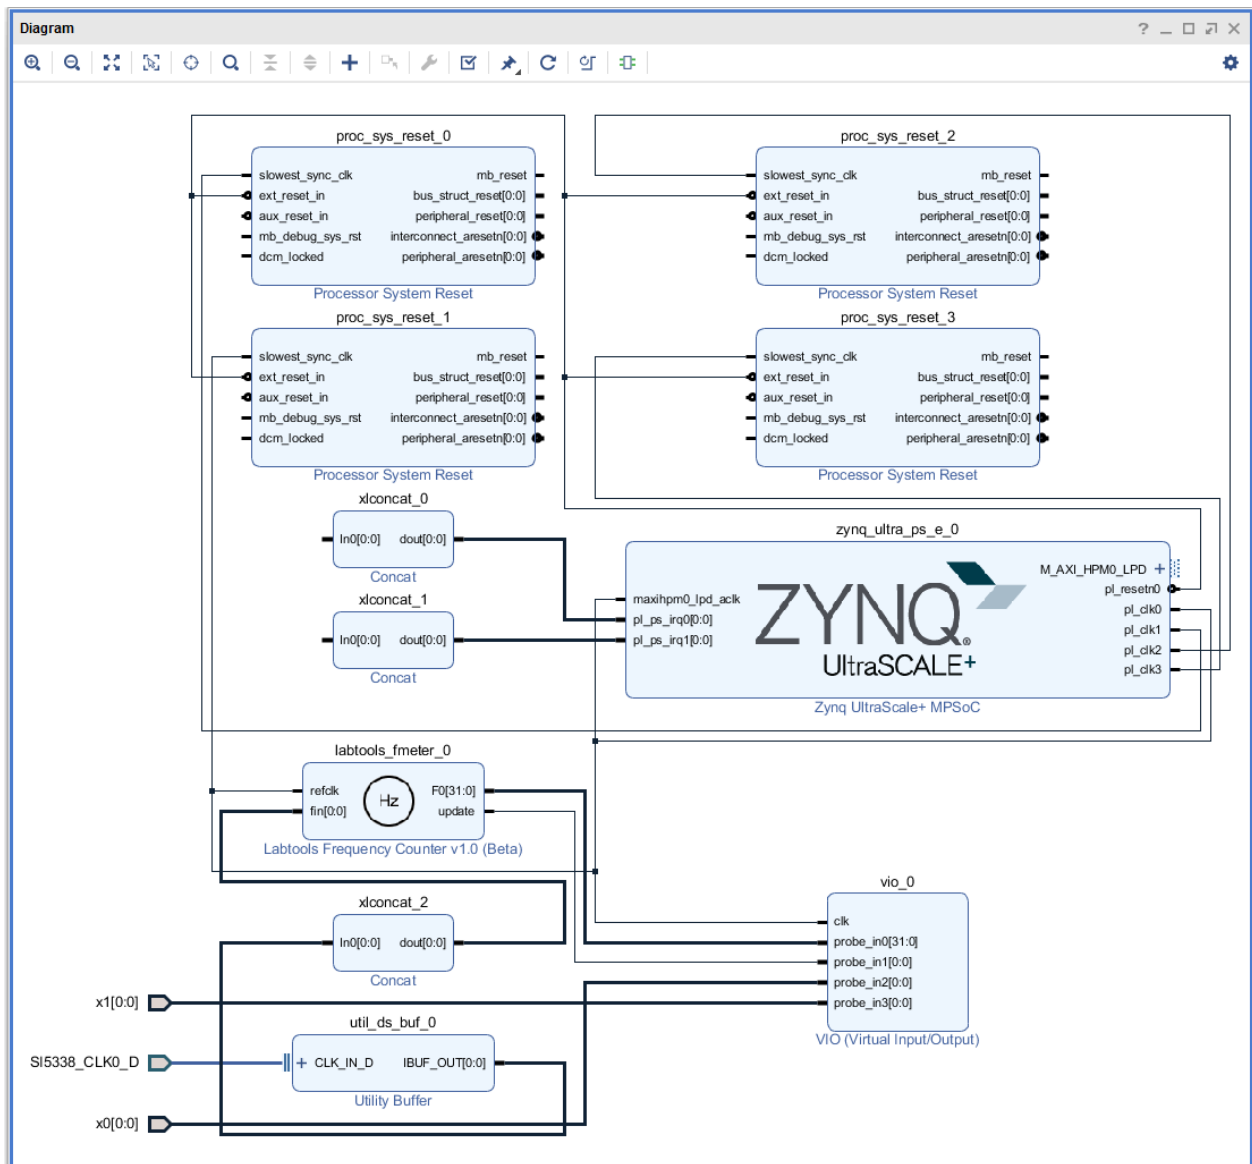 Diagram
proc_sys_reset_0
slowest_sync_clk
mb_reset
ext_reset_in
bus_struct_reset[0:0]
aux_reset_in
peripheral_reset[0:0]
mb_debug_sys_rst
interconnect_aresetn[0:0]
dcm_locked
peripheral_aresetn[0:0]
Processor System Reset
proc_sys_reset_2
slowest_sync_clk
mb_reset
ext_reset_in
bus_struct_reset[0:0]
aux_reset_in
peripheral_reset[0:0]
mb_debug_sys_rst
interconnect_aresetn[0:0]
dcm_locked
peripheral_aresetn[0:0]
Processor System Reset
proc_sys_reset_1
slowest_sync_clk
mb_reset
ext_reset_in
bus_struct_reset[0:0]
aux_reset_in
peripheral_reset[0:0]
mb_debug_sys_rst
interconnect_aresetn[0:0]
dcm_locked
peripheral_aresetn[0:0]
Processor System Reset
proc_sys_reset_3
slowest_sync_clk
mb_reset
ext_reset_in
bus_struct_reset[0:0]
aux_reset_in
peripheral_reset[0:0]
mb_debug_sys_rst
interconnect_aresetn[0:0]
dcm_locked
peripheral_aresetn[0:0]
Processor System Reset
xlconcat_0
In0[0:0]
dout[0:0]
Concat
xlconcat_1
In0[0:0]
dout[0:0]
Concat
zynq_ultra_ps_e_0
maxihpm0_lpd_aclk
pl_ps_irq0[0:0]
pl_ps_irq1[0:0]
ZYNQ®
UltraSCALE+
M_AXI_HPM0_LPD
pl_resetn0
pl_clk0
pl_clk1
pl_clk2
pl_clk3
Zynq UltraScale+ MPSoC
labtools_fmeter_0
refclk
fin[0:0]
Hz
F0[31:0]
update
Labtools Frequency Counter v1.0 (Beta)
xlconcat_2
In0[0:0]
dout[0:0]
Concat
vio_0
clk
probe_in0[31:0]
probe_in1[0:0]
probe_in2[0:0]
probe_in3[0:0]
VIO (Virtual Input/Output)
x1[0:0]
util_ds_buf_0
SI5338_CLK0_D
CLK_IN_D
IBUF_OUT[0:0]
Utility Buffer
x0[0:0]